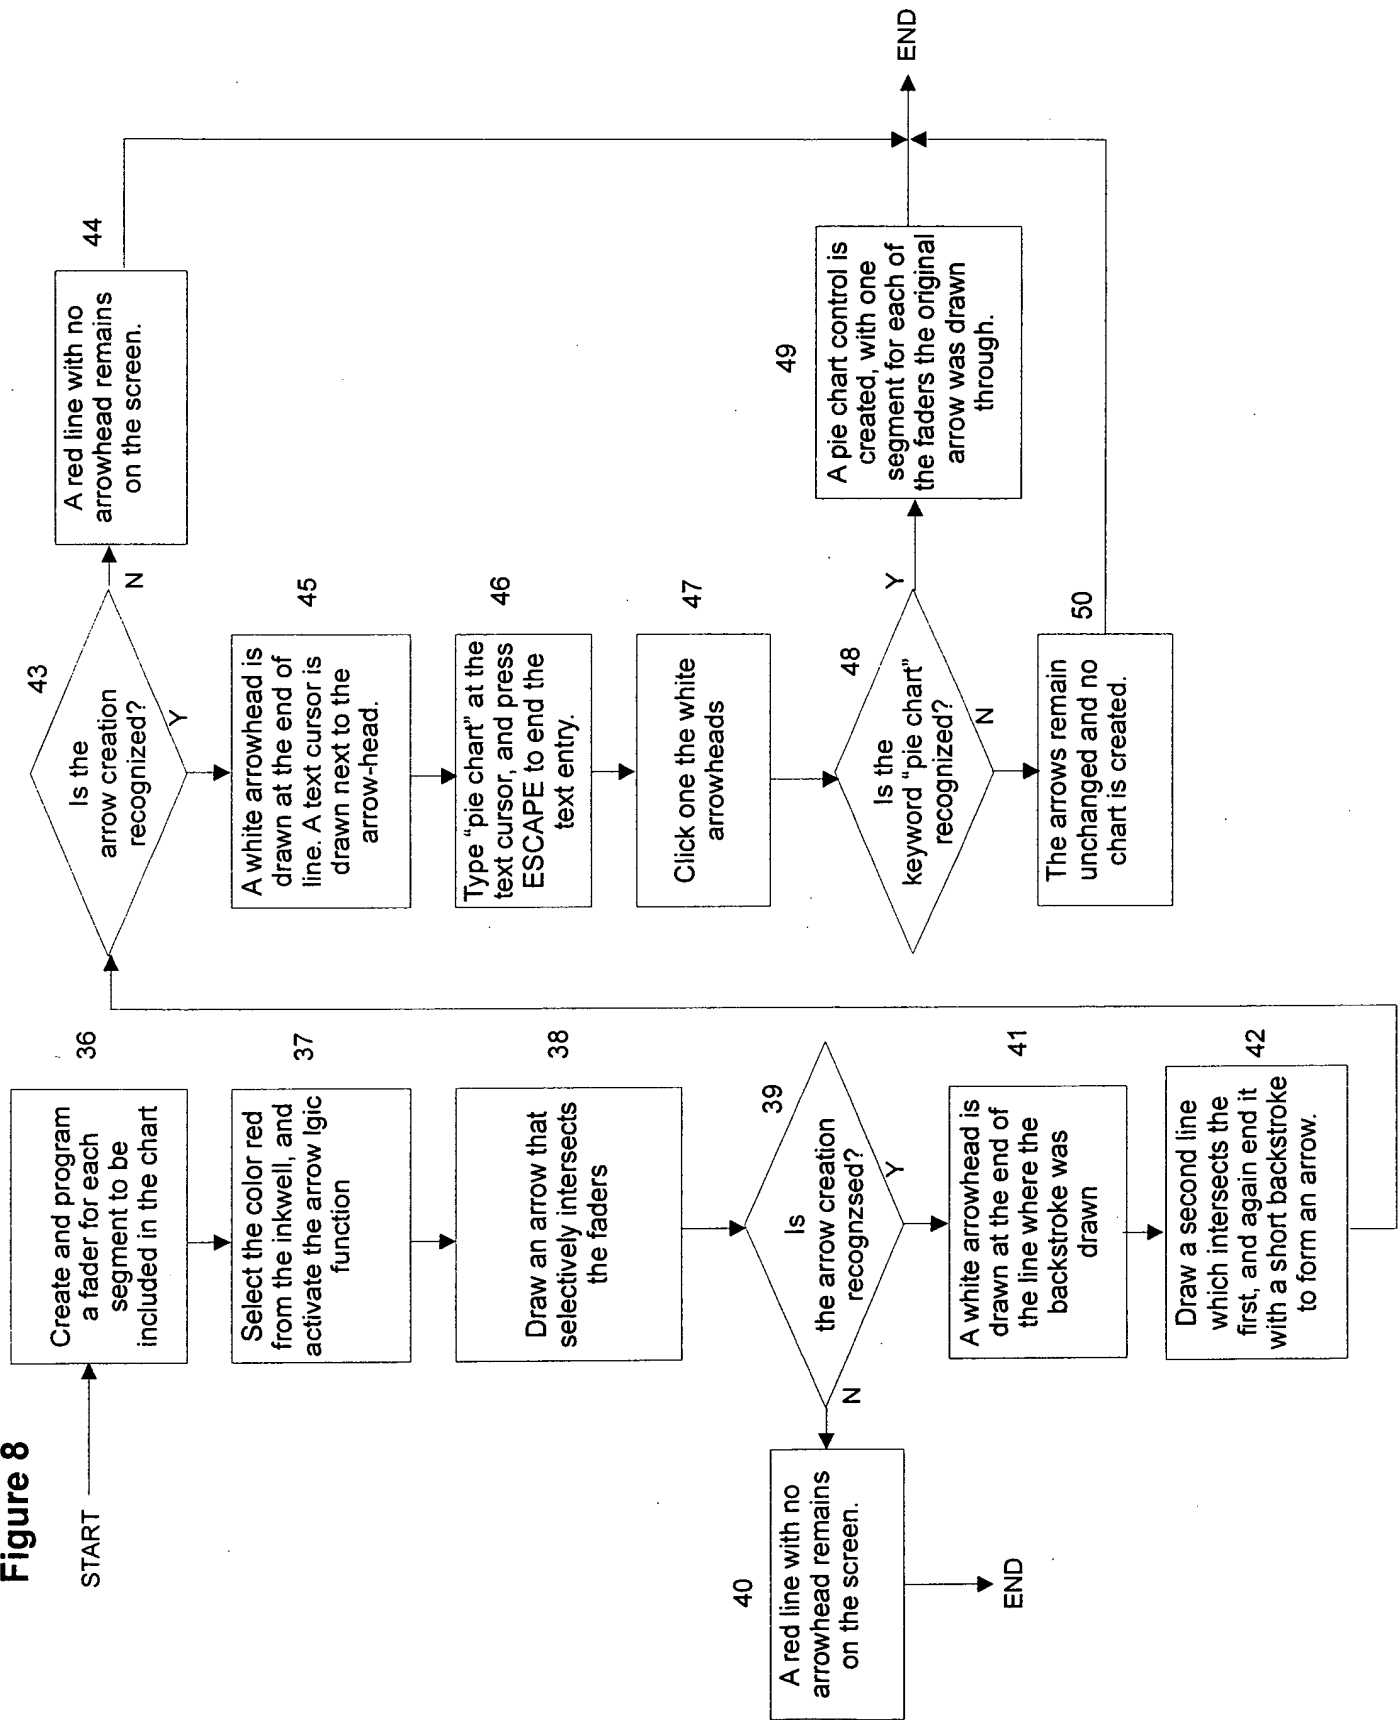 Figure 8
START
Create and program
a fader for each
segment to be
included in the chart
36
Select the color red
from the inkwell, and
activate the arrow lgic
function
37
Draw an arrow that
selectively intersects
the faders
38
Is
the arrow creation
recognzsed?
39
N
Y
A red line with no
arrowhead remains
on the screen.
40
END
A white arrowhead is
drawn at the end of
the line where the
backstroke was
drawn
41
Draw a second line
which intersects the
first, and again end it
with a short backstroke
to form an arrow.
42
Is the
arrow creation
recognized?
43
N
Y
A red line with no
arrowhead remains
on the screen.
44
A white arrowhead is
drawn at the end of
line. A text cursor is
drawn next to the
arrow-head.
45
Type “pie chart” at the
text cursor, and press
ESCAPE to end the
text entry.
46
Click one the white
arrowheads
47
Is the
keyword “pie chart”
recognized?
48
Y
N
A pie chart control is
created, with one
segment for each of
the faders the original
arrow was drawn
through.
49
The arrows remain
unchanged and no
chart is created.
50
END